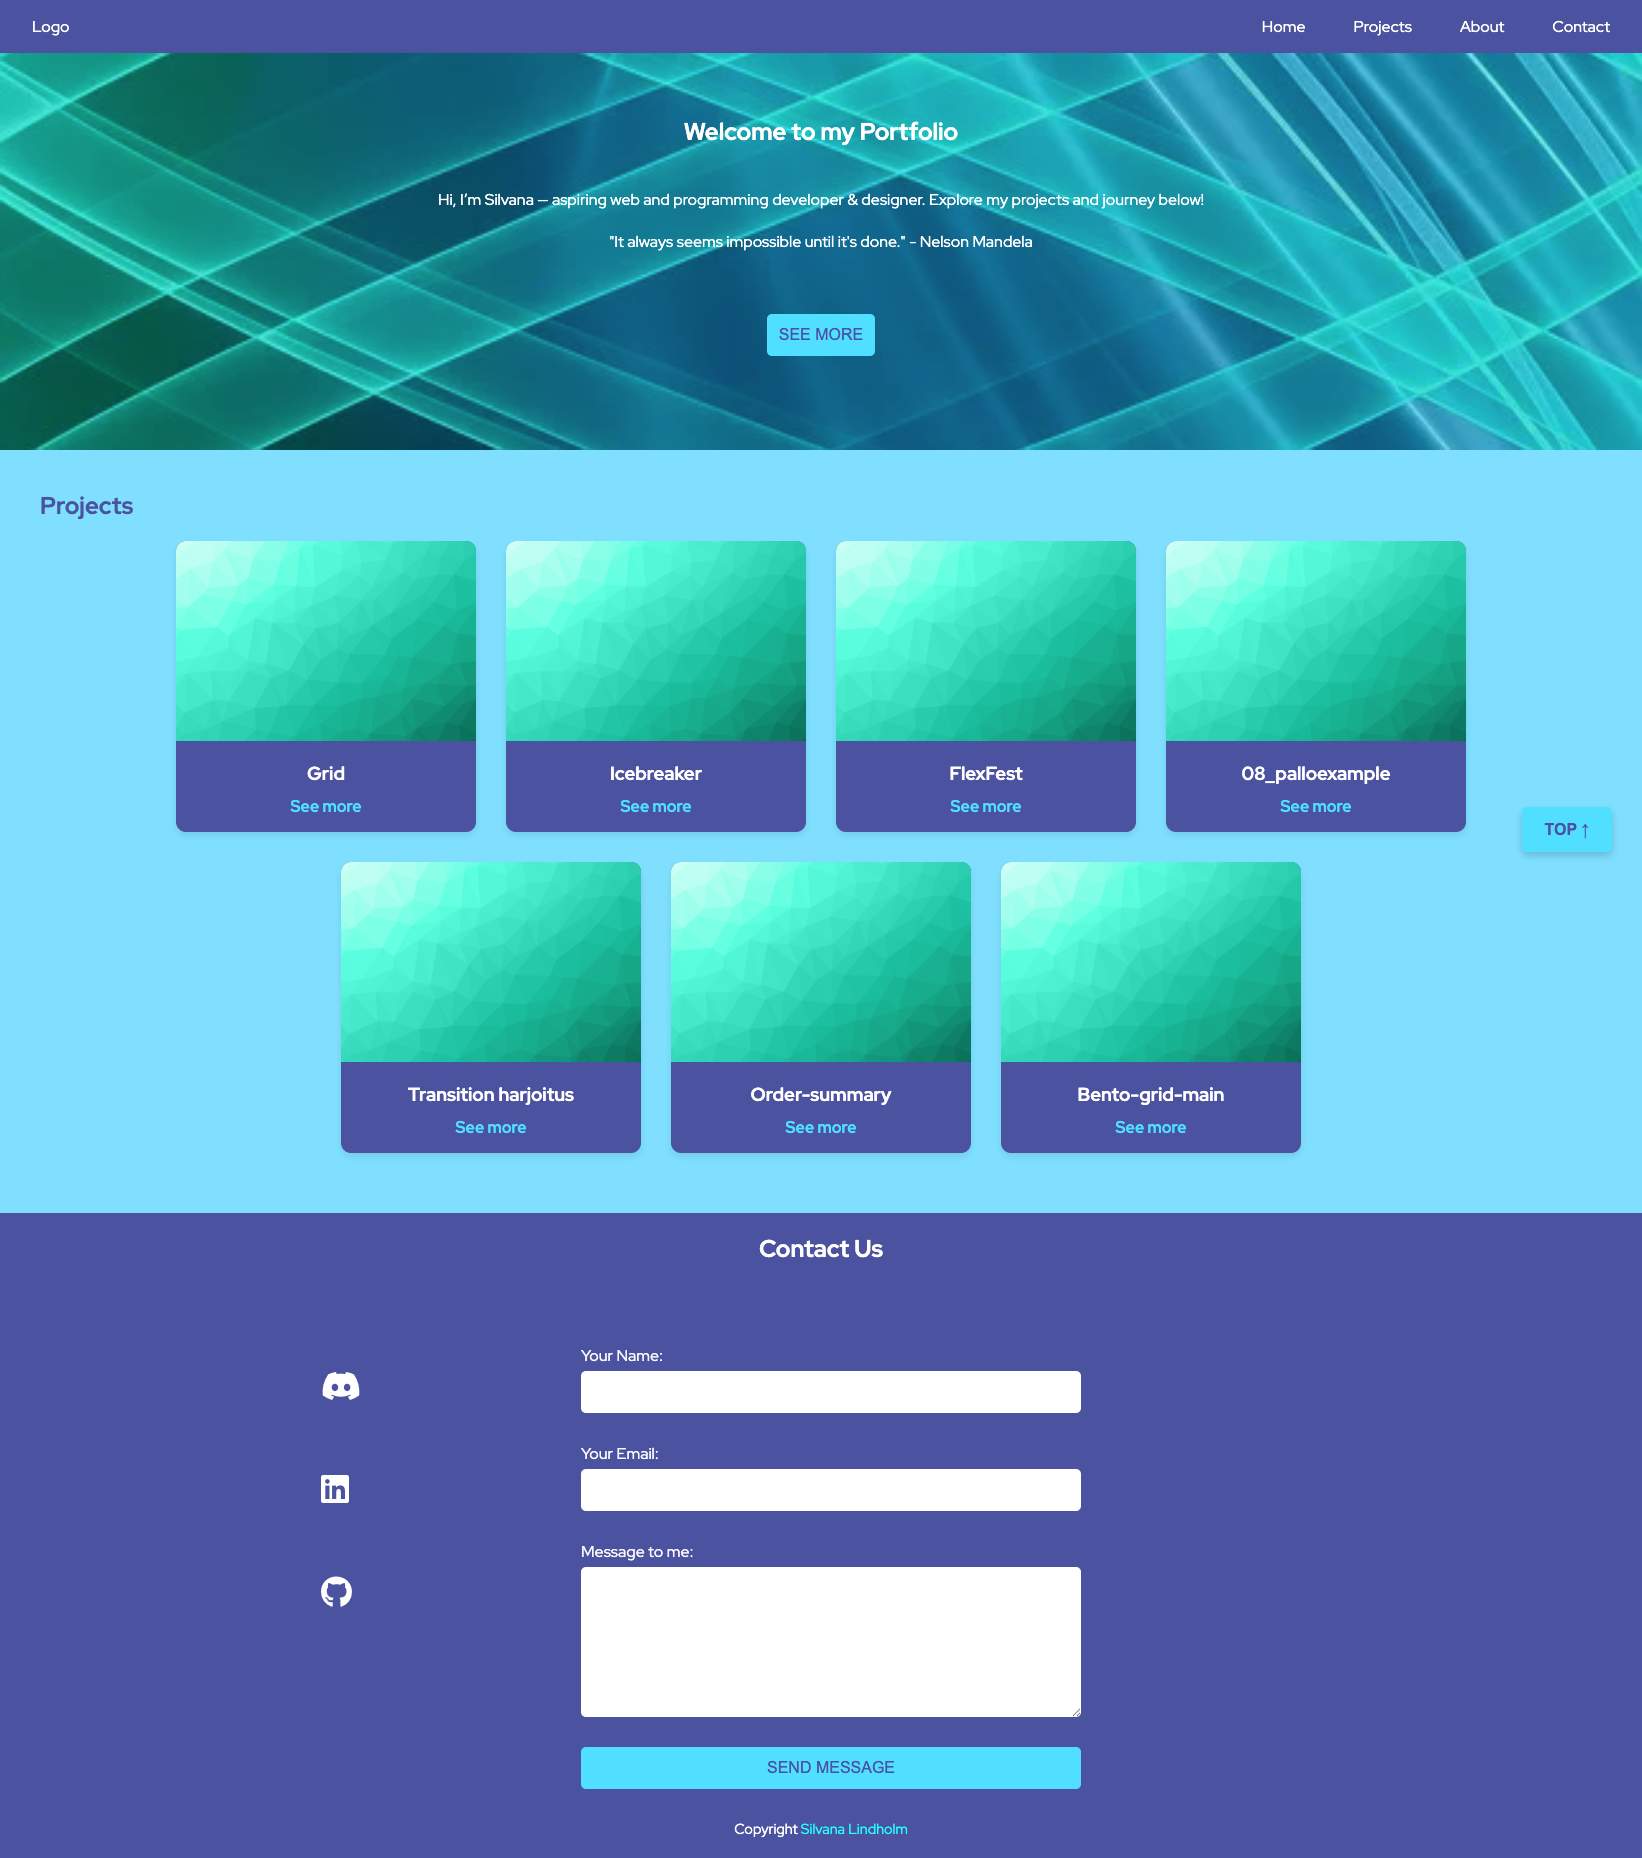 Logo
Home Projects About Contact
Welcome to my Portfolio
Hi, I’m Silvana — aspiring web and programming developer & designer. Explore my projects and journey below!
"It always seems impossible until it's done." - Nelson Mandela
SEE MORE
Projects
Grid
See more
Icebreaker
See more
FlexFest
See more
08_palloexample
See more
TOP ↑
Transition harjoitus
See more
Order-summary
See more
Bento-grid-main
See more
Contact Us
Your Name:
Your Email:
Message to me:
SEND MESSAGE
Copyright Silvana Lindholm